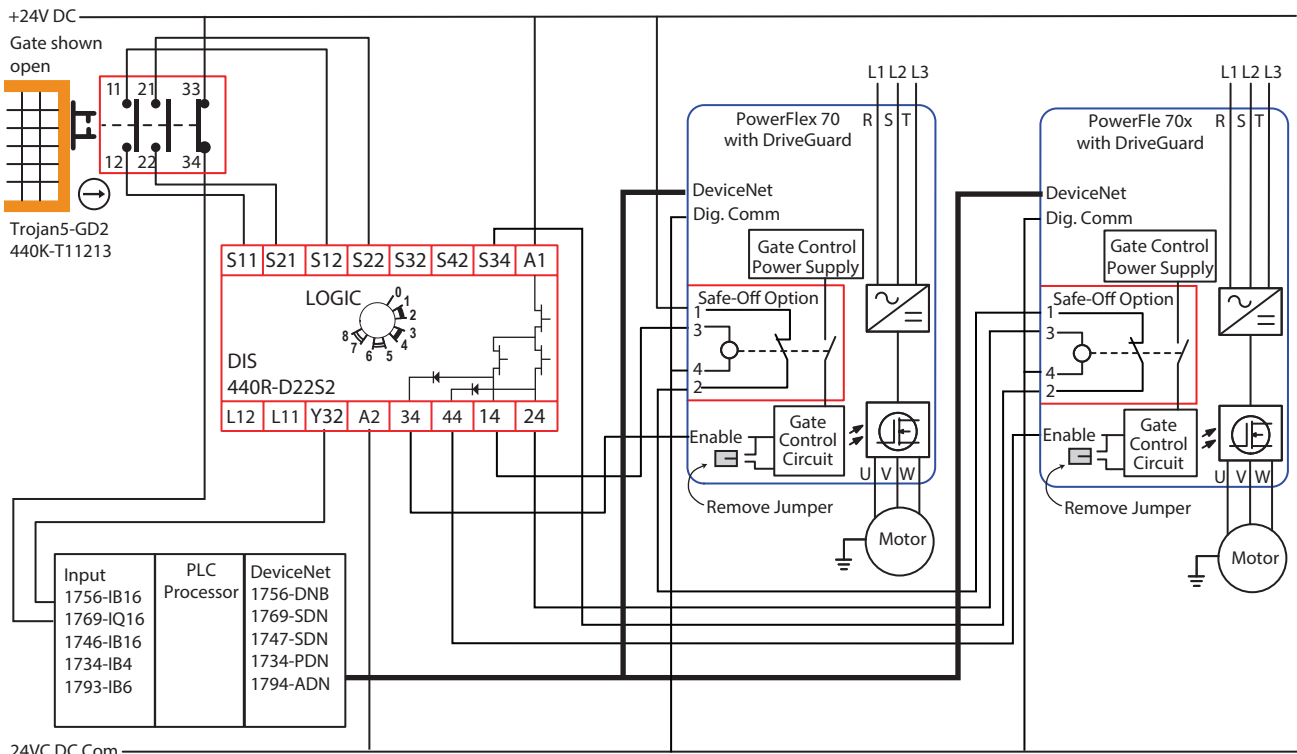 +24V DC
Gate shown
open
11 21 33
12 22 34
Trojan5-GD2
440K-T11213
S11 S21 S12 S22 S32 S42 S34 A1
LOGIC
0
1
2
3
4
5
6
7
8
DIS
440R-D22S2
L12 L11 Y32 A2 34 44 14 24
Input
1756-IB16
1769-IQ16
1746-IB16
1734-IB4
1793-IB6
PLC
Processor
DeviceNet
1756-DNB
1769-SDN
1747-SDN
1734-PDN
1794-ADN
24VC DC Com
L1 L2 L3
PowerFlex 70
with DriveGuard
R S T
DeviceNet
Dig. Comm
Gate Control
Power Supply
Safe-Off Option
1
3
4
2
Enable
Gate
Control
Circuit
U V W
Remove Jumper
Motor
L1 L2 L3
PowerFle 70x
with DriveGuard
R S T
DeviceNet
Dig. Comm
Gate Control
Power Supply
Safe-Off Option
1
3
4
2
Enable
Gate
Control
Circuit
U V W
Remove Jumper
Motor